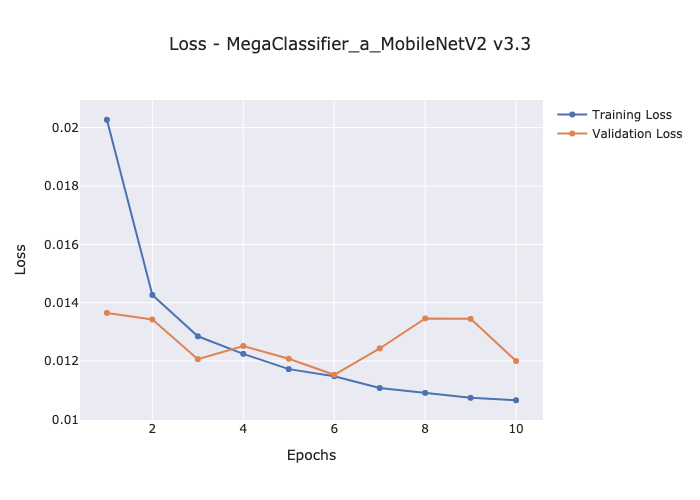 Loss - MegaClassifier_a_MobileNetV2 v3.3
Training Loss
Validation Loss
0.02
0.018
0.016
0.014
0.012
0.01
Loss
2
4
6
8
10
Epochs